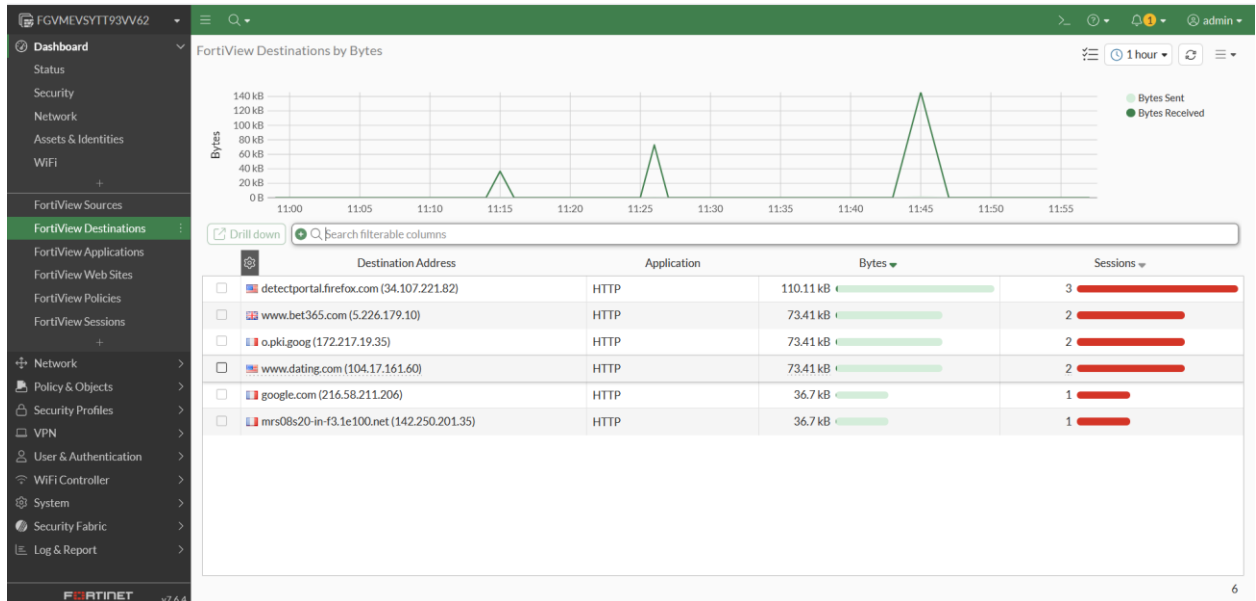 FGVMEVSYTT93VV62
1
admin
Dashboard
Status
Security
Network
Assets & Identities
WiFi
+
FortiView Sources
FortiView Destinations
FortiView Applications
FortiView Web Sites
FortiView Policies
FortiView Sessions
+
Network
Policy & Objects
Security Profiles
VPN
User & Authentication
WiFi Controller
System
Security Fabric
Log & Report
FORTINET v7.6.4
FortiView Destinations by Bytes
1 hour
Bytes
140 kB
120 kB
100 kB
80 kB
60 kB
40 kB
20 kB
0 B
11:00 11:05 11:10 11:15 11:20 11:25 11:30 11:35 11:40 11:45 11:50 11:55
Bytes Sent
Bytes Received
Drill down Search filterable columns
Destination Address Application Bytes Sessions
detectportal.firefox.com (34.107.221.82) HTTP 110.11 kB 3
www.bet365.com (5.226.179.10) HTTP 73.41 kB 2
o.pki.goog (172.217.19.35) HTTP 73.41 kB 2
www.dating.com (104.17.161.60) HTTP 73.41 kB 2
google.com (216.58.211.206) HTTP 36.7 kB 1
mrs08s20-in-f3.1e100.net (142.250.201.35) HTTP 36.7 kB 1
6